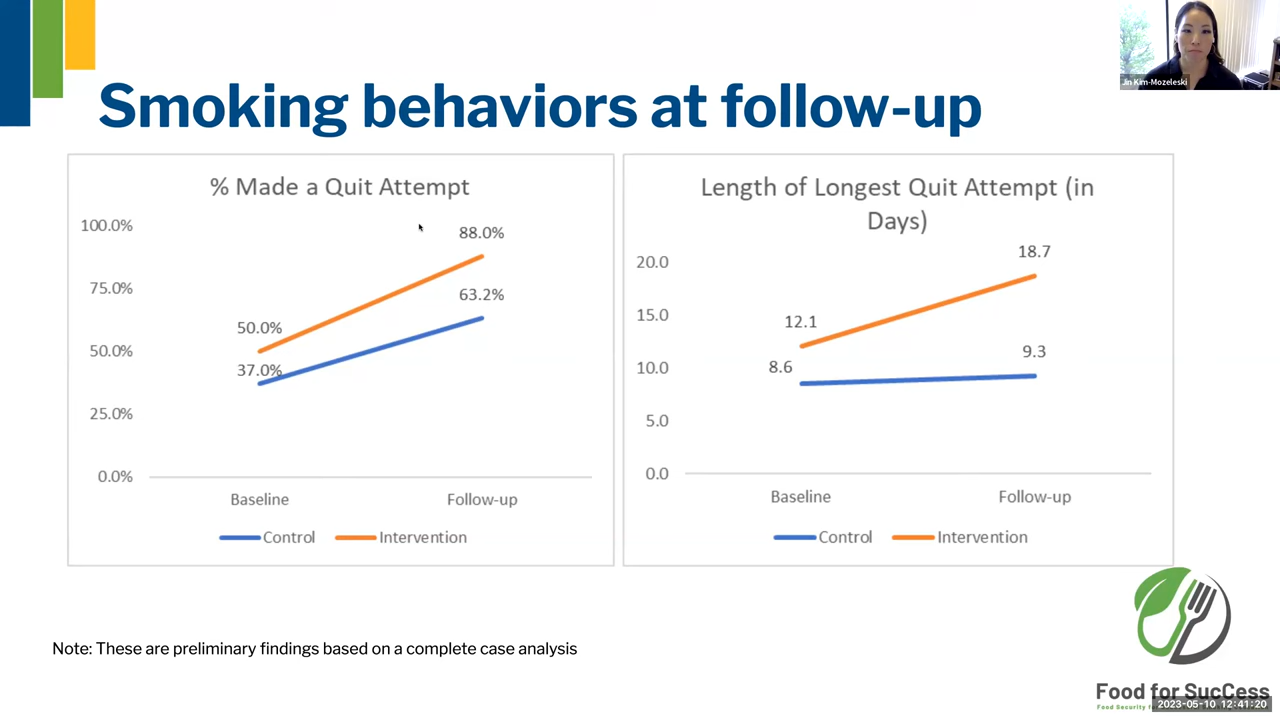 Jin Kim-Mozeleski
Smoking behaviors at follow-up
% Made a Quit Attempt
100.0%
75.0%
50.0%
25.0%
0.0%
88.0%
63.2%
50.0%
37.0%
Baseline
Follow-up
Control
Intervention
Length of Longest Quit Attempt (in
Days)
20.0
15.0
10.0
5.0
0.0
18.7
12.1
8.6
9.3
Baseline
Follow-up
Control
Intervention
Note: These are preliminary findings based on a complete case analysis
Food for SucCess
Food Security
2023-05-10 12:41:20